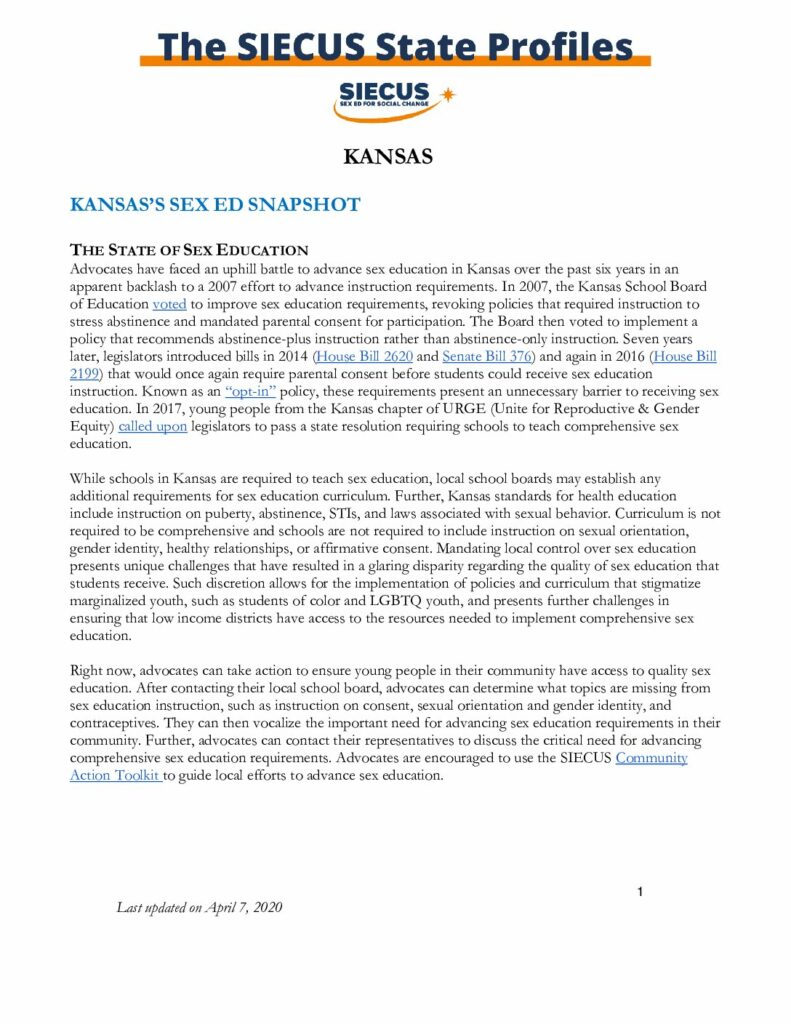 The SIECUS State Profiles
SIECUS
SEX ED FOR SOCIAL CHANGE
KANSAS
KANSAS’S SEX ED SNAPSHOT
THE STATE OF SEX EDUCATION
Advocates have faced an uphill battle to advance sex education in Kansas over the past six years in an
apparent backlash to a 2007 effort to advance instruction requirements. In 2007, the Kansas School Board
of Education voted to improve sex education requirements, revoking policies that required instruction to
stress abstinence and mandated parental consent for participation. The Board then voted to implement a
policy that recommends abstinence-plus instruction rather than abstinence-only instruction. Seven years
later, legislators introduced bills in 2014 (House Bill 2620 and Senate Bill 376) and again in 2016 (House Bill
2199) that would once again require parental consent before students could receive sex education
instruction. Known as an “opt-in” policy, these requirements present an unnecessary barrier to receiving sex
education. In 2017, young people from the Kansas chapter of URGE (Unite for Reproductive & Gender
Equity) called upon legislators to pass a state resolution requiring schools to teach comprehensive sex
education.
While schools in Kansas are required to teach sex education, local school boards may establish any
additional requirements for sex education curriculum. Further, Kansas standards for health education
include instruction on puberty, abstinence, STIs, and laws associated with sexual behavior. Curriculum is not
required to be comprehensive and schools are not required to include instruction on sexual orientation,
gender identity, healthy relationships, or affirmative consent. Mandating local control over sex education
presents unique challenges that have resulted in a glaring disparity regarding the quality of sex education that
students receive. Such discretion allows for the implementation of policies and curriculum that stigmatize
marginalized youth, such as students of color and LGBTQ youth, and presents further challenges in
ensuring that low income districts have access to the resources needed to implement comprehensive sex
education.
Right now, advocates can take action to ensure young people in their community have access to quality sex
education. After contacting their local school board, advocates can determine what topics are missing from
sex education instruction, such as instruction on consent, sexual orientation and gender identity, and
contraceptives. They can then vocalize the important need for advancing sex education requirements in their
community. Further, advocates can contact their representatives to discuss the critical need for advancing
comprehensive sex education requirements. Advocates are encouraged to use the SIECUS Community
Action Toolkit to guide local efforts to advance sex education.
1
Last updated on April 7, 2020